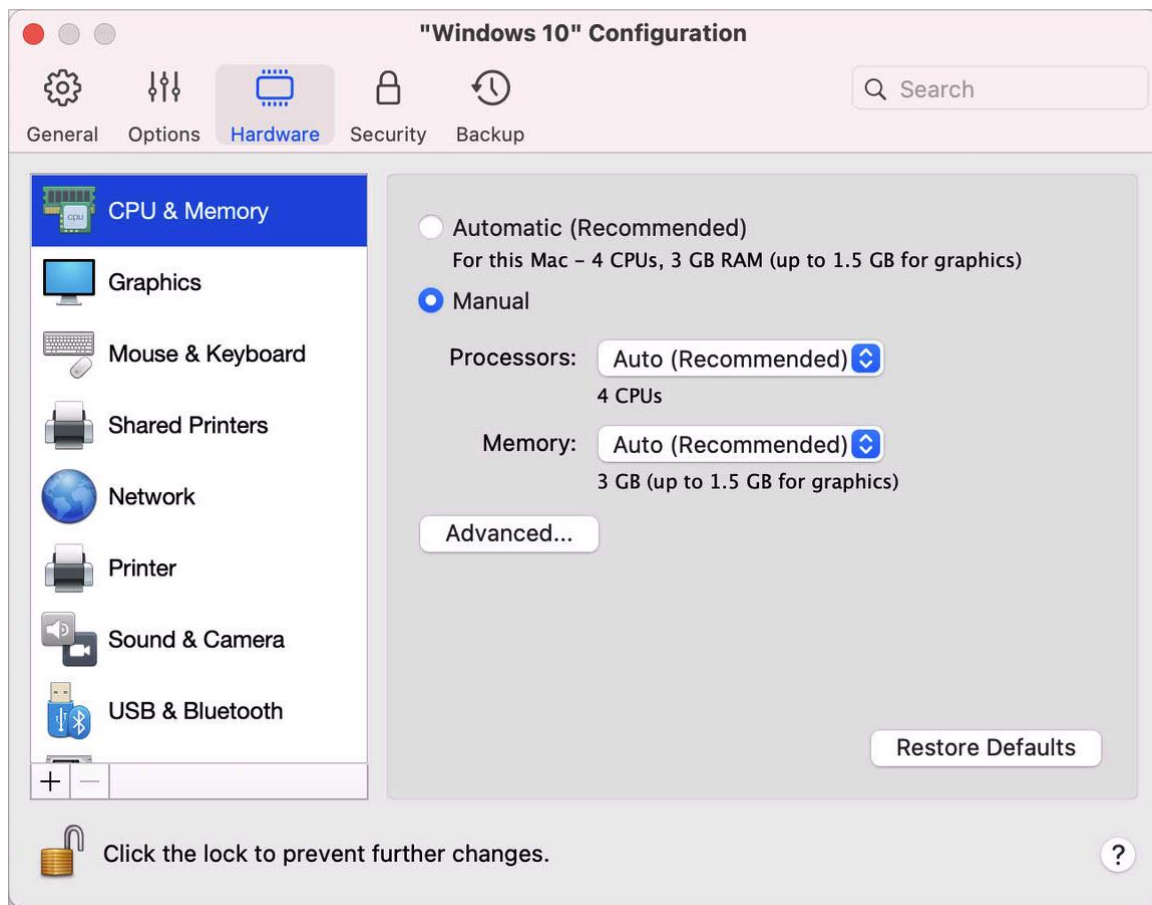 "Windows 10" Configuration
General
Options
Hardware
Security
Backup
Search
CPU & Memory
Graphics
Mouse & Keyboard
Shared Printers
Network
Printer
Sound & Camera
USB & Bluetooth
cpu
Automatic (Recommended)
For this Mac – 4 CPUs, 3 GB RAM (up to 1.5 GB for graphics)
Manual
Processors: Auto (Recommended)
4 CPUs
Memory: Auto (Recommended)
3 GB (up to 1.5 GB for graphics)
Advanced...
Restore Defaults
+ −
Click the lock to prevent further changes.
?